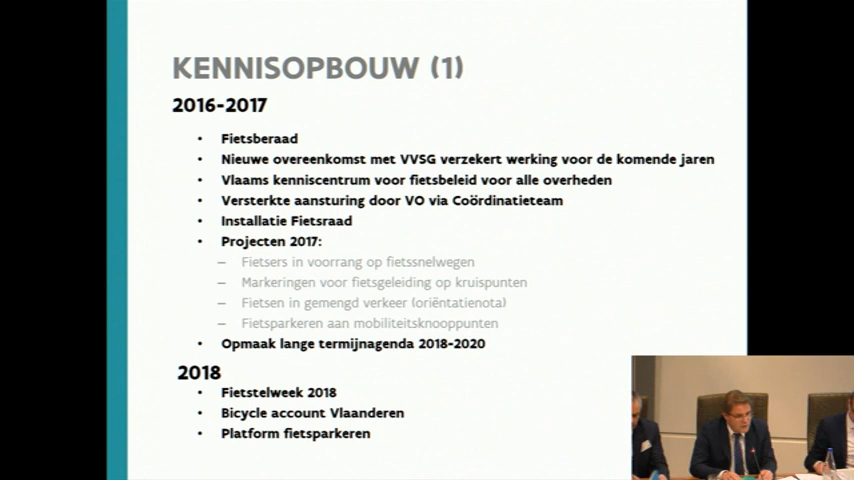 KENNISOPBOUW (1)
2016-2017
• Fietsberaad
• Nieuwe overeenkomst met VVSG verzekert werking voor de komende jaren
• Vlaams kenniscentrum voor fietsbeleid voor alle overheden
• Versterkte aansturing door VO via Coördinatieteam
• Installatie Fietsraad
• Projecten 2017:
– Fietsers in voorrang op fietssnelwegen
– Markeringen voor fietsgeleiding op kruispunten
– Fietsen in gemengd verkeer (oriëntatienota)
– Fietsparkeren aan mobiliteitsknooppunten
• Opmaak lange termijnagenda 2018-2020
2018
• Fietstelweek 2018
• Bicycle account Vlaanderen
• Platform fietsparkeren